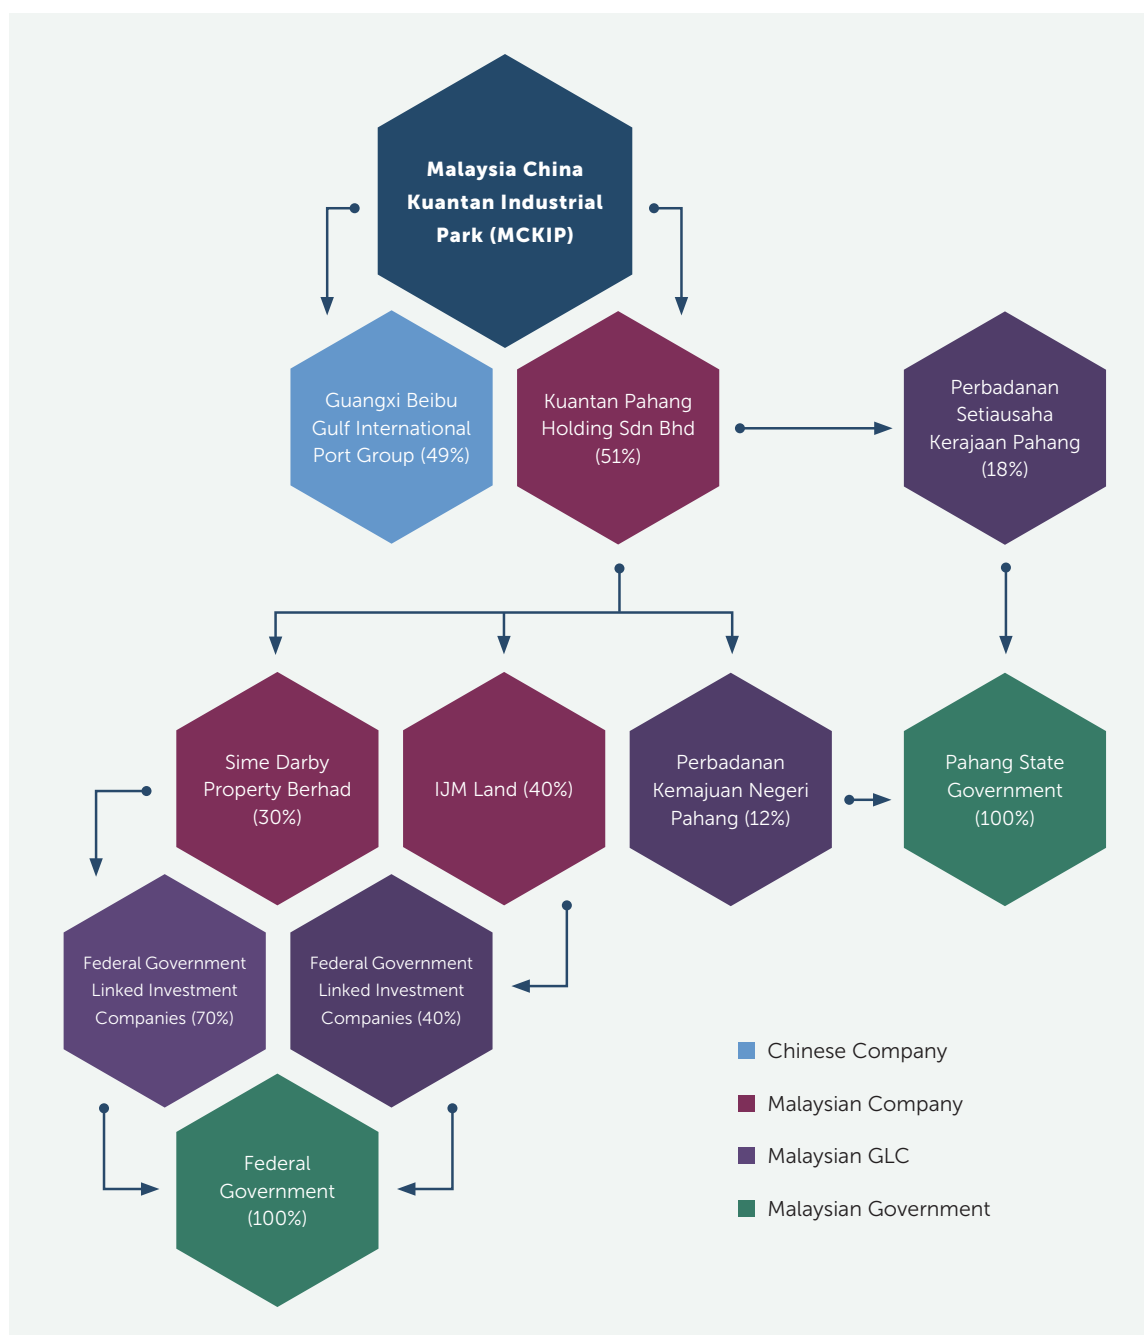 Malaysia China
Kuantan Industrial
Park (MCKIP)
Guangxi Beibu
Gulf International
Port Group (49%)
Kuantan Pahang
Holding Sdn Bhd
(51%)
Perbadanan
Setiausaha
Kerajaan Pahang
(18%)
Sime Darby
Property Berhad
(30%)
IJM Land (40%)
Perbadanan
Kemajuan Negeri
Pahang (12%)
Pahang State
Government
(100%)
Federal Government
Linked Investment
Companies (70%)
Federal Government
Linked Investment
Companies (40%)
Federal
Government
(100%)
Chinese Company
Malaysian Company
Malaysian GLC
Malaysian Government